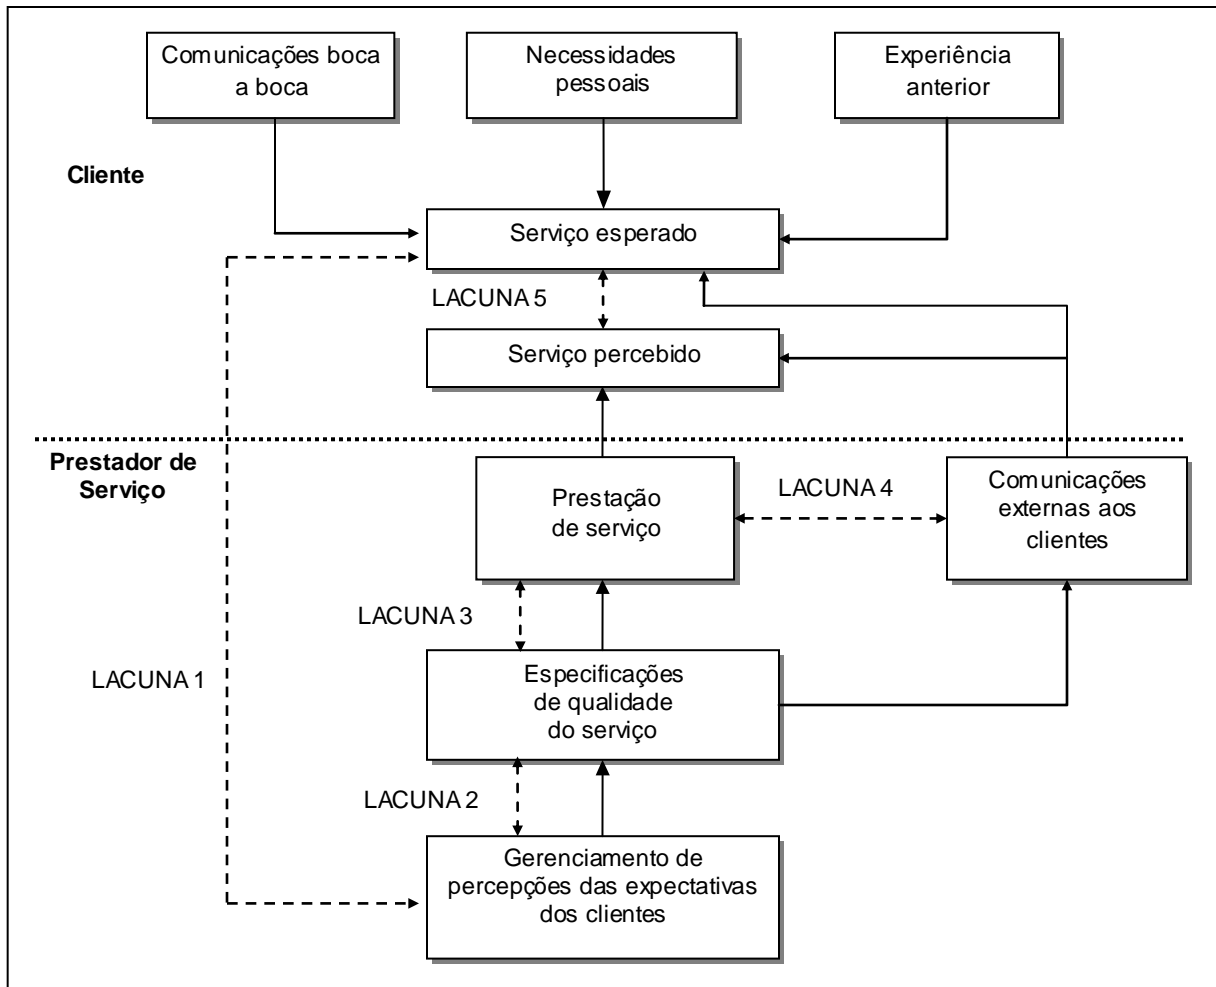 Comunicações boca
a boca
Necessidades
pessoais
Experiência
anterior
Cliente
Serviço esperado
LACUNA 5
Serviço percebido
Prestador de
Serviço
Prestação
de serviço
LACUNA 4
Comunicações
externas aos
clientes
LACUNA 3
LACUNA 1
Especificações
de qualidade
do serviço
LACUNA 2
Gerenciamento de
percepções das expectativas
dos clientes